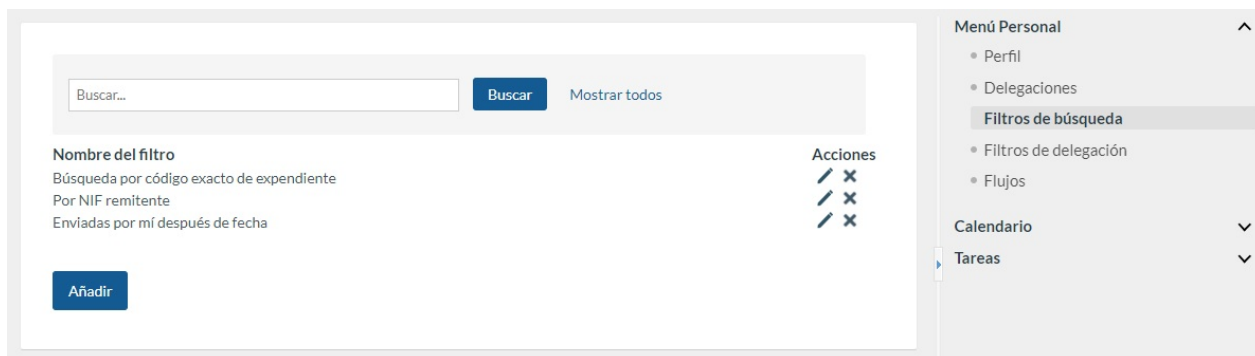 Buscar...
Buscar
Mostrar todos
Nombre del filtro
Acciones
Búsqueda por código exacto de expendiente
Por NIF remitente
Enviadas por mí después de fecha
Añadir
Menú Personal
Perfil
Delegaciones
Filtros de búsqueda
Filtros de delegación
Flujos
Calendario
Tareas